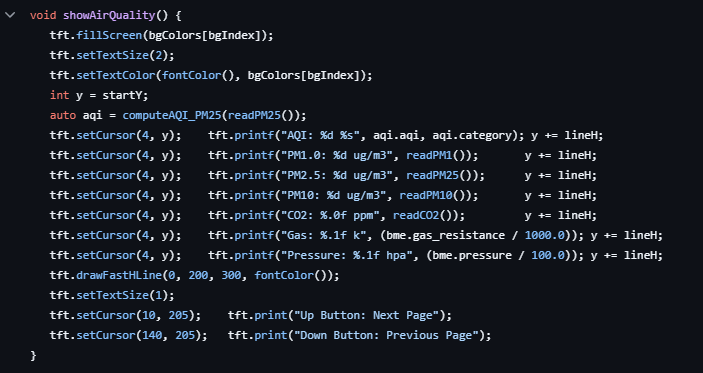 void showAirQuality() {
tft.fillScreen(bgColors[bgIndex]);
tft.setTextSize(2);
tft.setTextColor(fontColor(), bgColors[bgIndex]);
int y = startY;
auto aqi = computeAQI_PM25(readPM25());
tft.setCursor(4, y);    tft.printf("AQI: %d %s", aqi.aqi, aqi.category); y += lineH;
tft.setCursor(4, y);    tft.printf("PM1.0: %d ug/m3", readPM1());       y += lineH;
tft.setCursor(4, y);    tft.printf("PM2.5: %d ug/m3", readPM25());      y += lineH;
tft.setCursor(4, y);    tft.printf("PM10: %d ug/m3", readPM10());       y += lineH;
tft.setCursor(4, y);    tft.printf("CO2: %.0f ppm", readCO2());         y += lineH;
tft.setCursor(4, y);    tft.printf("Gas: %.1f k", (bme.gas_resistance / 1000.0)); y += lineH;
tft.setCursor(4, y);    tft.printf("Pressure: %.1f hpa", (bme.pressure / 100.0)); y += lineH;
tft.drawFastHLine(0, 200, 300, fontColor());
tft.setTextSize(1);
tft.setCursor(10, 205);    tft.print("Up Button: Next Page");
tft.setCursor(140, 205);   tft.print("Down Button: Previous Page");
}